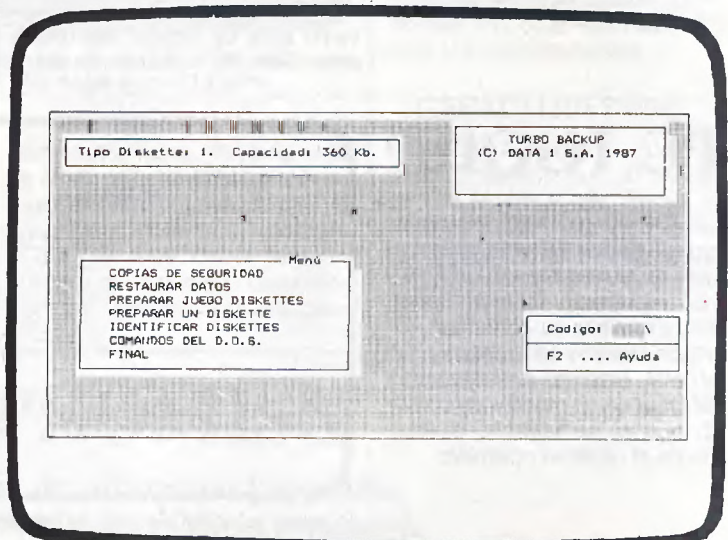 Tipo Diskette: 1. Capacidad: 360 Kb.
TURBO BACKUP
(C) DATA 1 S.A. 1987
Menú
COPIAS DE SEGURIDAD
RESTAURAR DATOS
PREPARAR JUEGO DISKETTES
PREPARAR UN DISKETTE
IDENTIFICAR DISKETTES
COMANDOS DEL D.O.S.
FINAL
Codigo: \
F2 .... Ayuda